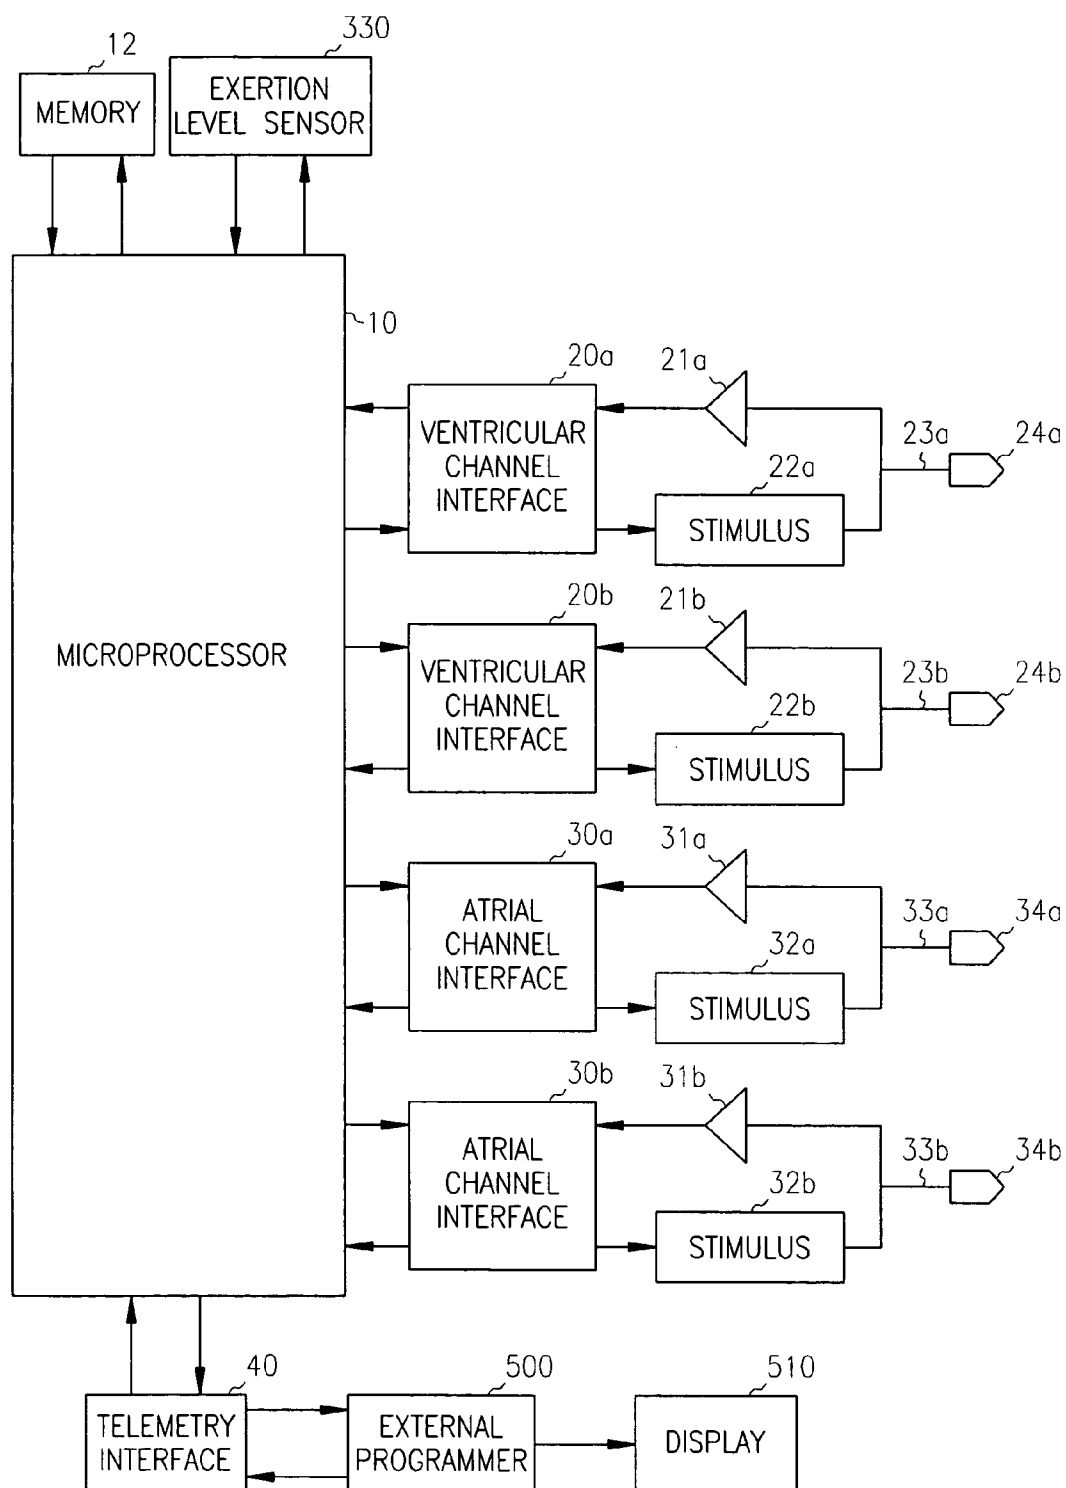 330
12
MEMORY
EXERTION
LEVEL SENSOR
10
20a
21a
VENTRICULAR
CHANNEL
INTERFACE
22a
STIMULUS
23a
24a
MICROPROCESSOR
20b
21b
VENTRICULAR
CHANNEL
INTERFACE
22b
STIMULUS
23b
24b
30a
31a
ATRIAL
CHANNEL
INTERFACE
32a
STIMULUS
33a
34a
30b
31b
ATRIAL
CHANNEL
INTERFACE
32b
STIMULUS
33b
34b
40
TELEMETRY
INTERFACE
500
EXTERNAL
PROGRAMMER
510
DISPLAY